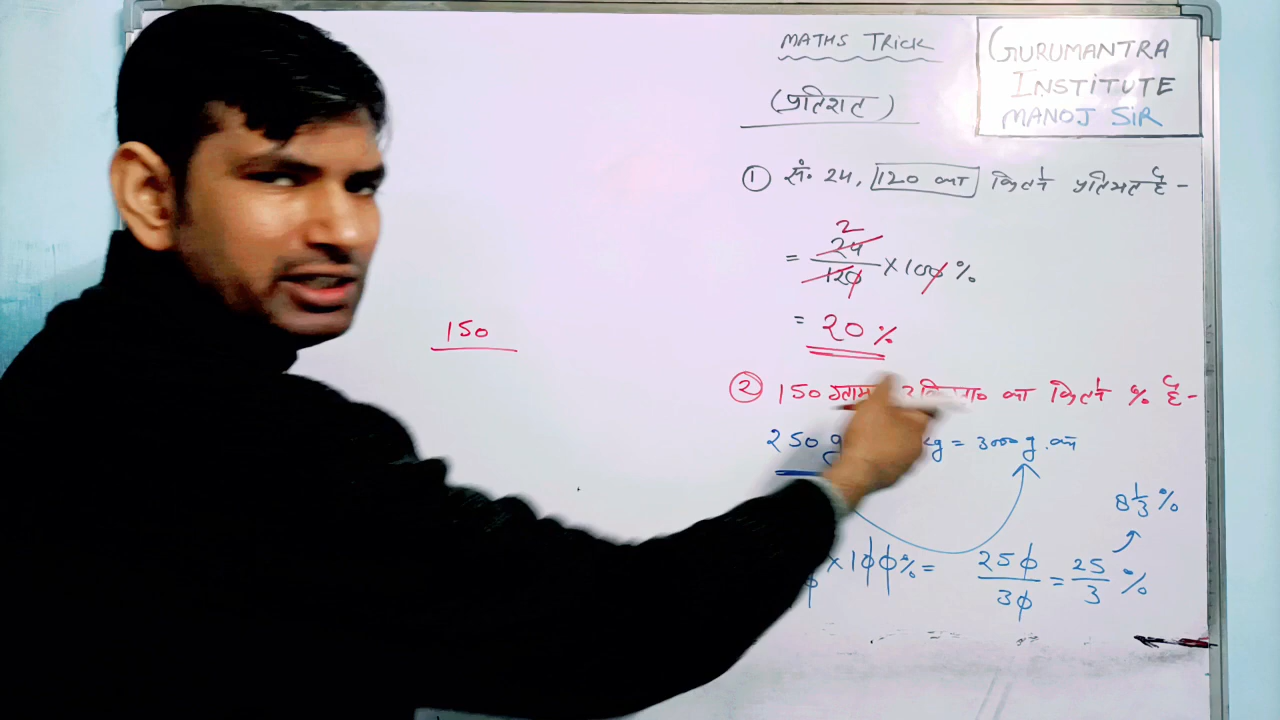 MATHS TRICK
(प्रतिशत)
GURUMANTRA
INSTITUTE
MANOJ SIR
① सं॰ 24, 120 का कितने प्रतिशत है -
2
= 24/120 × 100 %
= 20 %
150
② 150 ग्राम 3 का कितने % है -
250 g kg = 3000 g का
8 1/3 %
× 100 % = 250/30 = 25/3 %